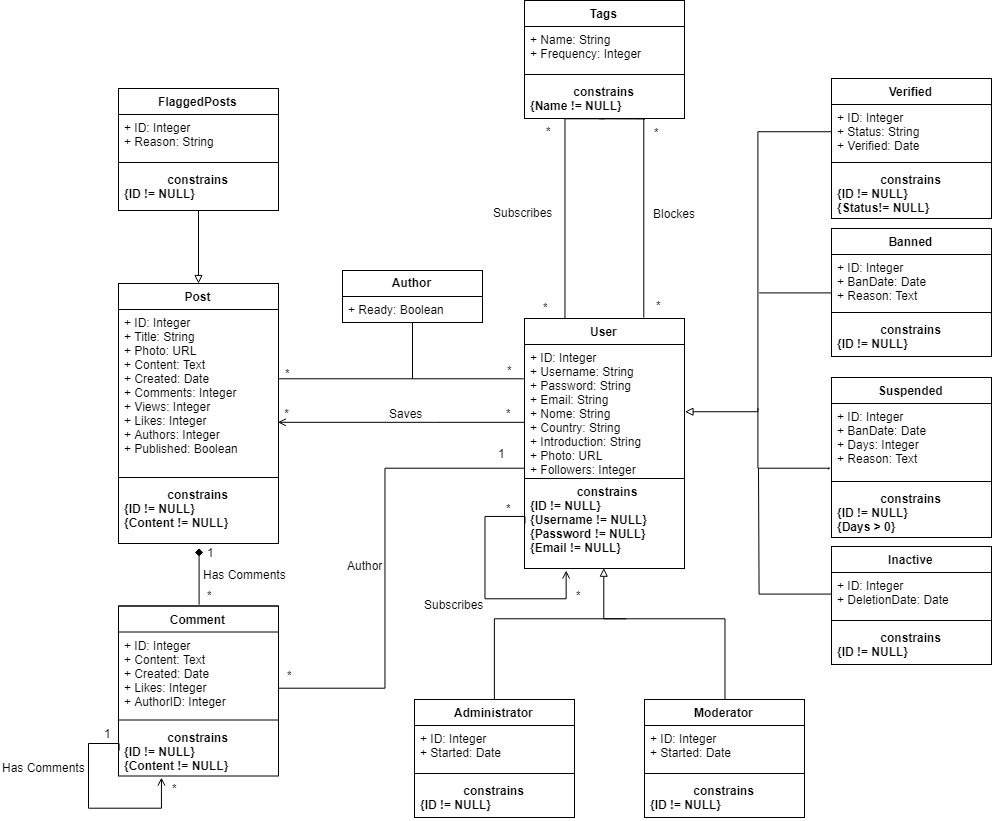 Tags
+ Name: String
+ Frequency: Integer
constrains
{Name != NULL}
*
*
Subscribes
Blockes
*
*
FlaggedPosts
+ ID: Integer
+ Reason: String
constrains
{ID != NULL}
Verified
+ ID: Integer
+ Status: String
+ Verified: Date
constrains
{ID != NULL}
{Status!= NULL}
Banned
+ ID: Integer
+ BanDate: Date
+ Reason: Text
constrains
{ID != NULL}
Author
+ Ready: Boolean
*
*
Post
+ ID: Integer
+ Title: String
+ Photo: URL
+ Content: Text
+ Created: Date
+ Comments: Integer
+ Views: Integer
+ Likes: Integer
+ Authors: Integer
+ Published: Boolean
constrains
{ID != NULL}
{Content != NULL}
*
Saves
*
User
+ ID: Integer
+ Username: String
+ Password: String
+ Email: String
+ Nome: String
+ Country: String
+ Introduction: String
+ Photo: URL
+ Followers: Integer
constrains
{ID != NULL}
{Username != NULL}
{Password != NULL}
{Email != NULL}
Suspended
+ ID: Integer
+ BanDate: Date
+ Days: Integer
+ Reason: Text
constrains
{ID != NULL}
{Days > 0}
Inactive
+ ID: Integer
+ DeletionDate: Date
constrains
{ID != NULL}
1
Author
*
*
Subscribes
*
1
Has Comments
*
Comment
+ ID: Integer
+ Content: Text
+ Created: Date
+ Likes: Integer
+ AuthorID: Integer
constrains
{ID != NULL}
{Content != NULL}
1
Has Comments
*
Administrator
+ ID: Integer
+ Started: Date
constrains
{ID != NULL}
Moderator
+ ID: Integer
+ Started: Date
constrains
{ID != NULL}